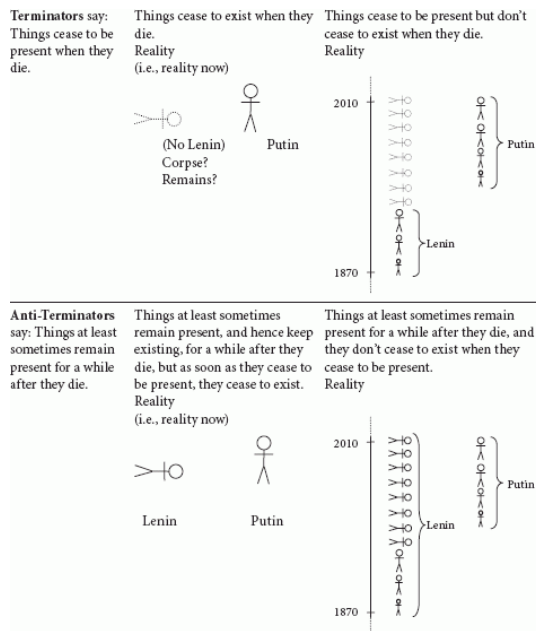 Terminators say:
Things cease to be
present when they
die.
Things cease to exist when they
die.
Reality
(i.e., reality now)
(No Lenin)
Corpse?
Remains?
Putin
Things cease to be present but don't
cease to exist when they die.
Reality
2010
Putin
Lenin
1870
Anti-Terminators
say: Things at least
sometimes remain
present for a while
after they die.
Things at least sometimes
remain present, and hence keep
existing, for a while after they
die, but as soon as they cease to
be present, they cease to exist.
Reality
(i.e., reality now)
Lenin
Putin
Things at least sometimes remain
present for a while after they die, and
they don't cease to exist when they
cease to be present.
Reality
2010
Putin
Lenin
1870